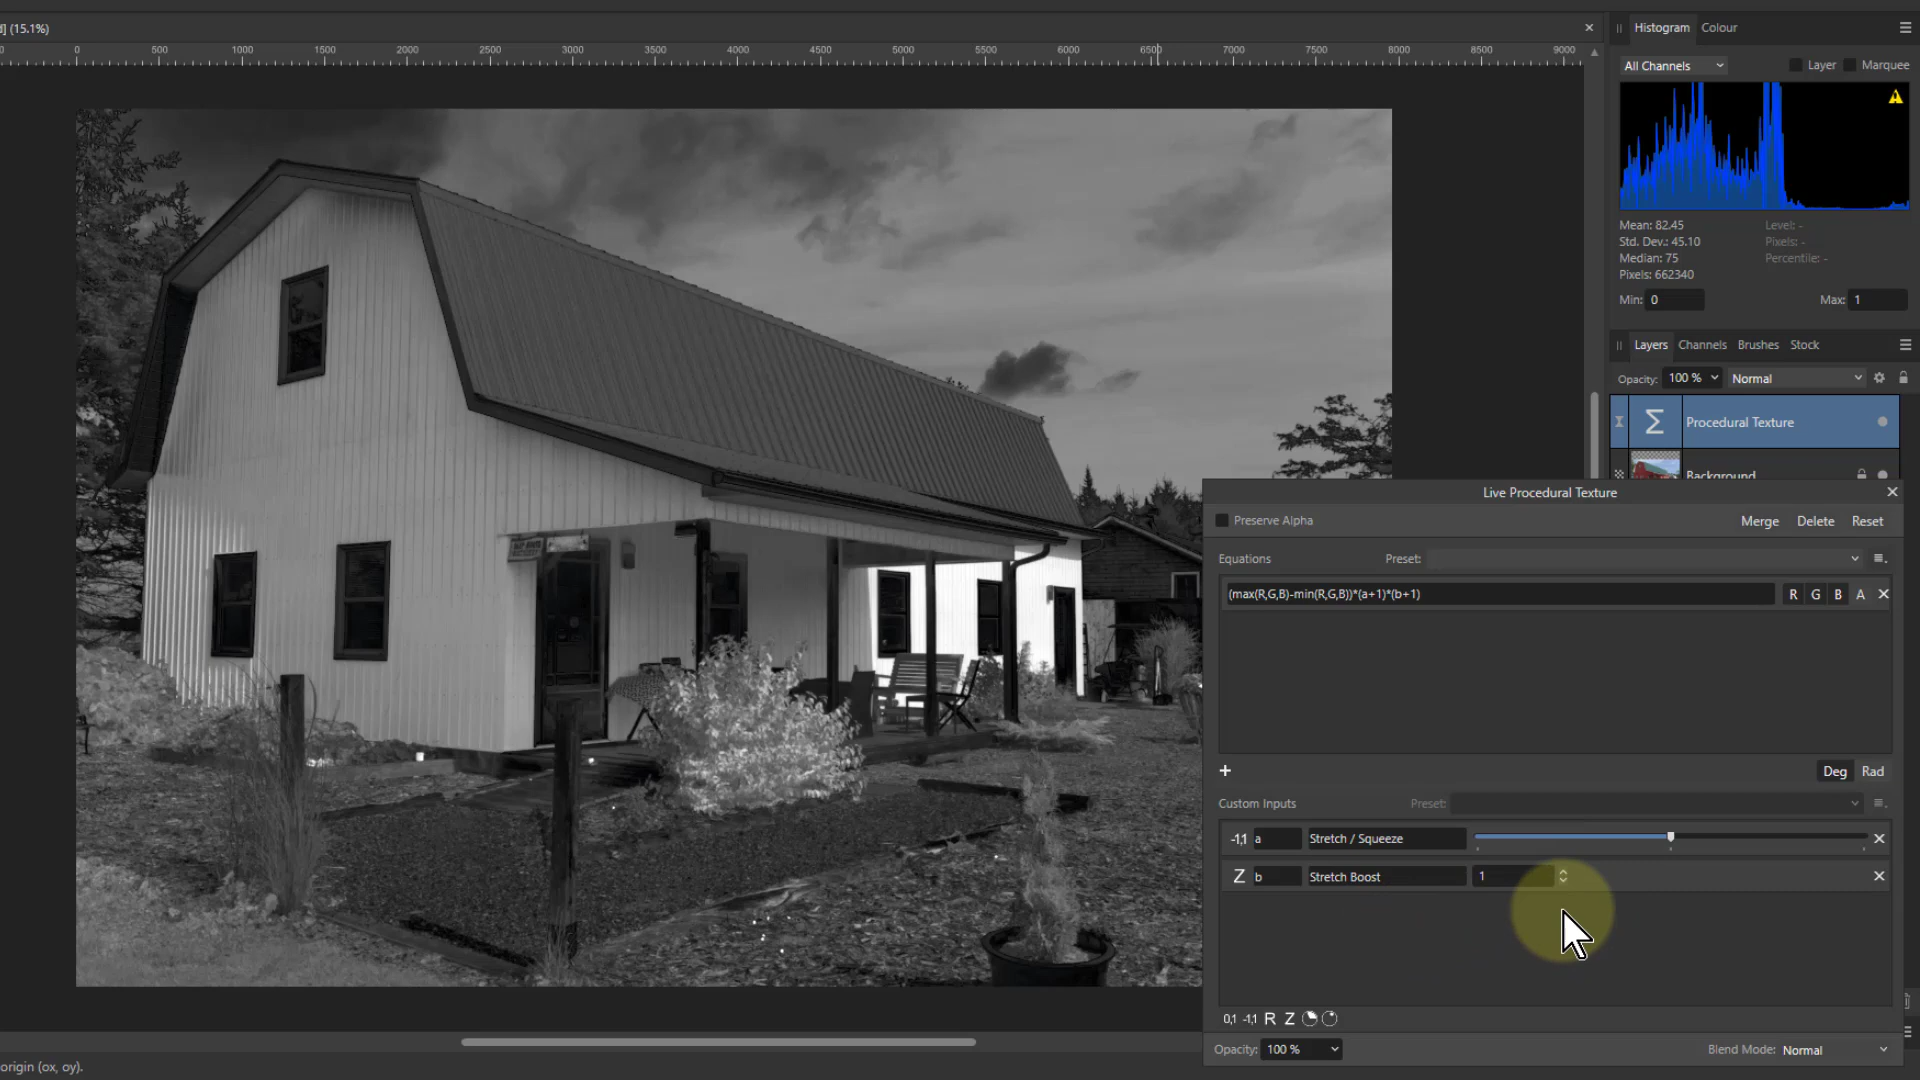 d] (15.1%)
0 500 1000 1500 2000 2500 3000 3500 4000 4500 5000 5500 6000 6500 7000 7500 8000 8500 9000
Histogram Colour
All Channels Layer Marquee
Mean: 82.45 Level: -
Std. Dev.: 45.10 Pixels: -
Median: 75 Percentile: -
Pixels: 662340
Min: 0 Max: 1
Layers Channels Brushes Stock
Opacity: 100 % Normal
Σ Procedural Texture
Background
Live Procedural Texture
Preserve Alpha Merge Delete Reset
Equations Preset:
(max(R,G,B)-min(R,G,B))*(a+1)*(b+1) R G B A
Deg Rad
Custom Inputs Preset:
-1,1 a Stretch / Squeeze
Z b Stretch Boost 1
0,1 -1,1 R Z
Opacity: 100 % Blend Mode: Normal
origin (ox, oy).